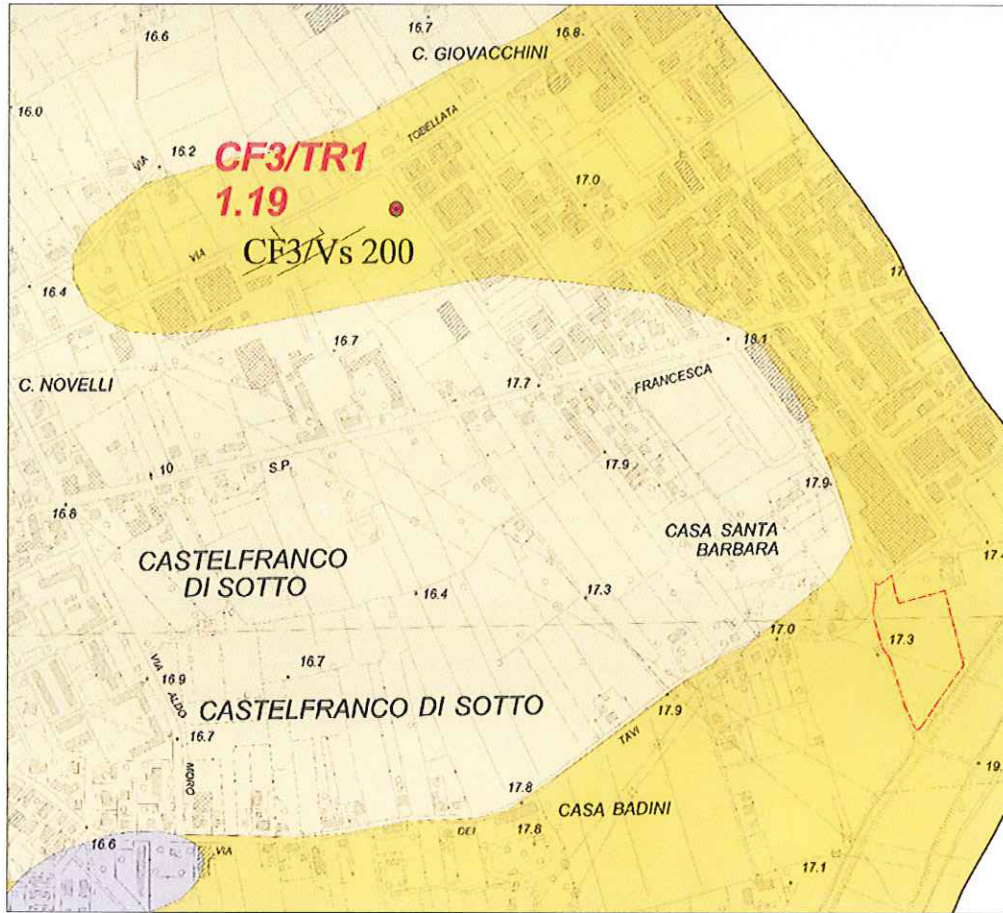 16.6
16.7
16.8
C. GIOVACCHINI
16.0
TOBELLATA
VIA
16.2
CF3/TR1
1.19
17.0
VIA
CF3/Vs 200
16.4
16.7
18.1
C. NOVELLI
17.7
FRANCESCA
10
S.P.
17.9
17.9
16.8
CASA SANTA
BARBARA
CASTELFRANCO
DI SOTTO
16.4
17.3
17.0
17.3
VIA
ALDO
MORO
16.9
16.7
CASTELFRANCO DI SOTTO
17.9
16.7
TAVI
17.8
CASA BADINI
DEI
17.8
16.6
VIA
17.1